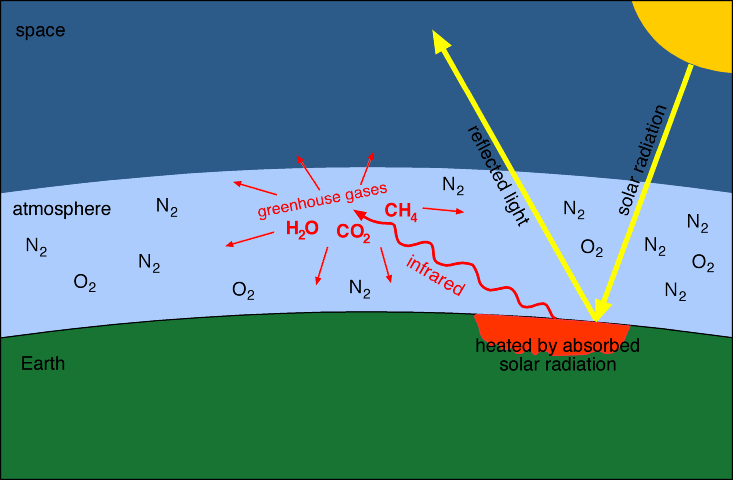 space
solar radiation
reflected light
atmosphere
greenhouse gases
N2
N2
CH4
N2
N2
H2O
CO2
N2
O2
N2
N2
O2
infrared
O2
O2
N2
N2
heated by absorbed
solar radiation
Earth